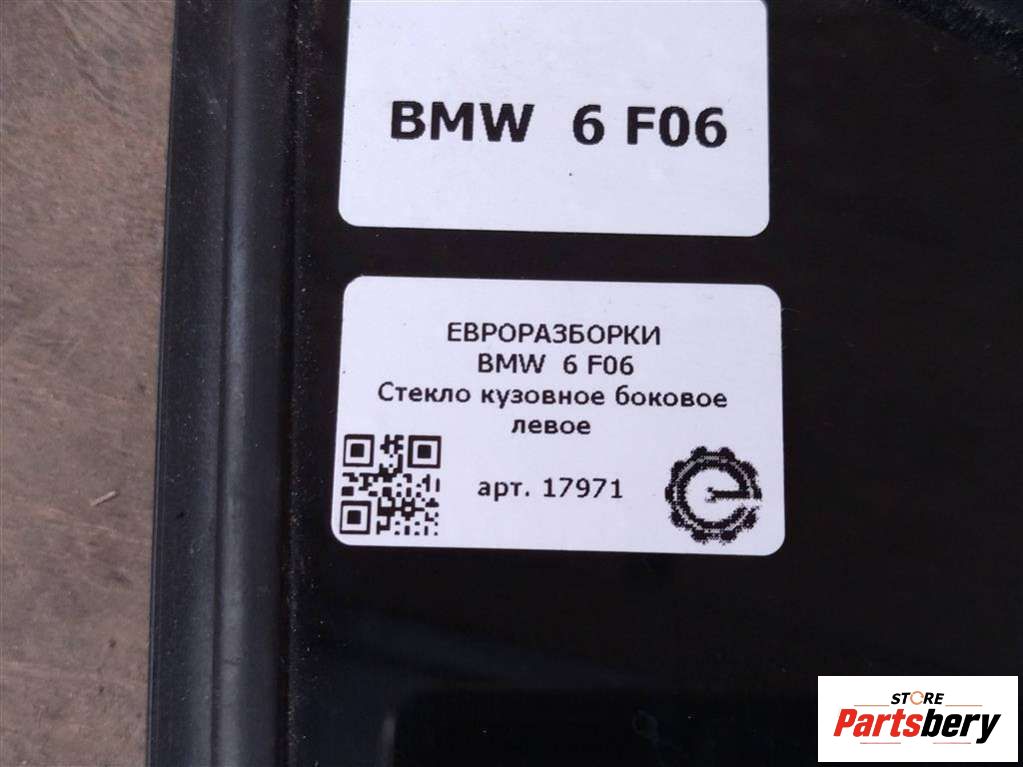 BMW 6 F06
ЕВРОРАЗБОРКИ
BMW 6 F06
Стекло кузовное боковое
левое
арт. 17971
STORE
Partsbery